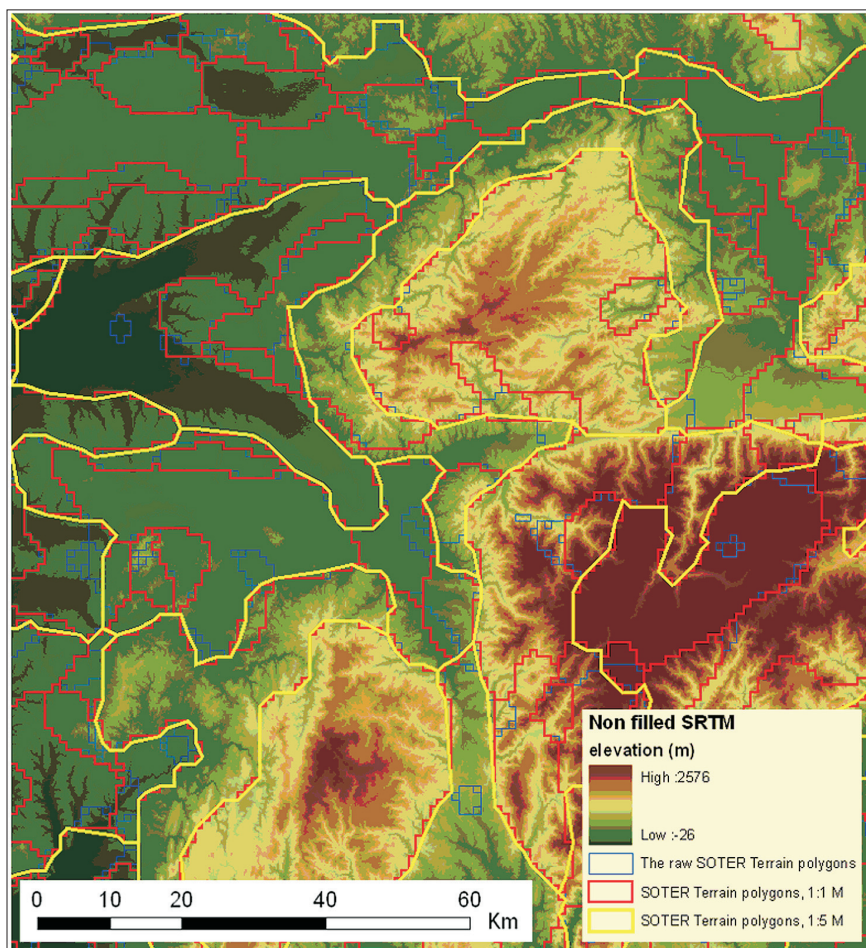 Non filled SRTM
elevation (m)
High :2576
Low :-26
The raw SOTER Terrain polygons
SOTER Terrain polygons, 1:1 M
SOTER Terrain polygons, 1:5 M
0 10 20 40 60
Km